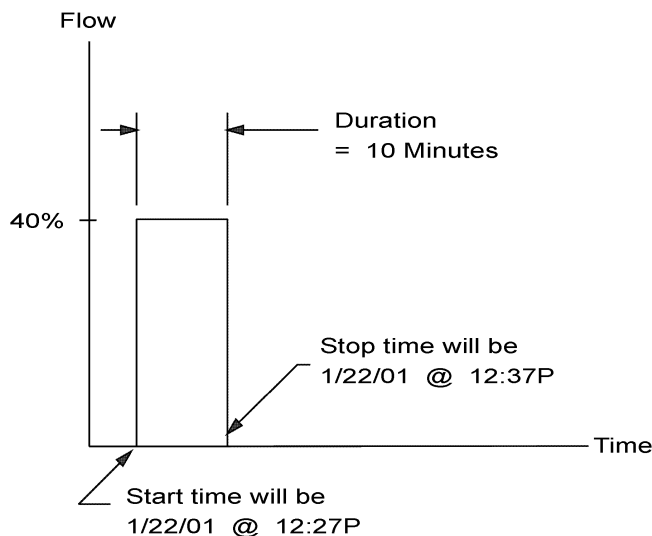 Flow
Duration
= 10 Minutes
40%
Stop time will be
1/22/01 @ 12:37P
Time
Start time will be
1/22/01 @ 12:27P